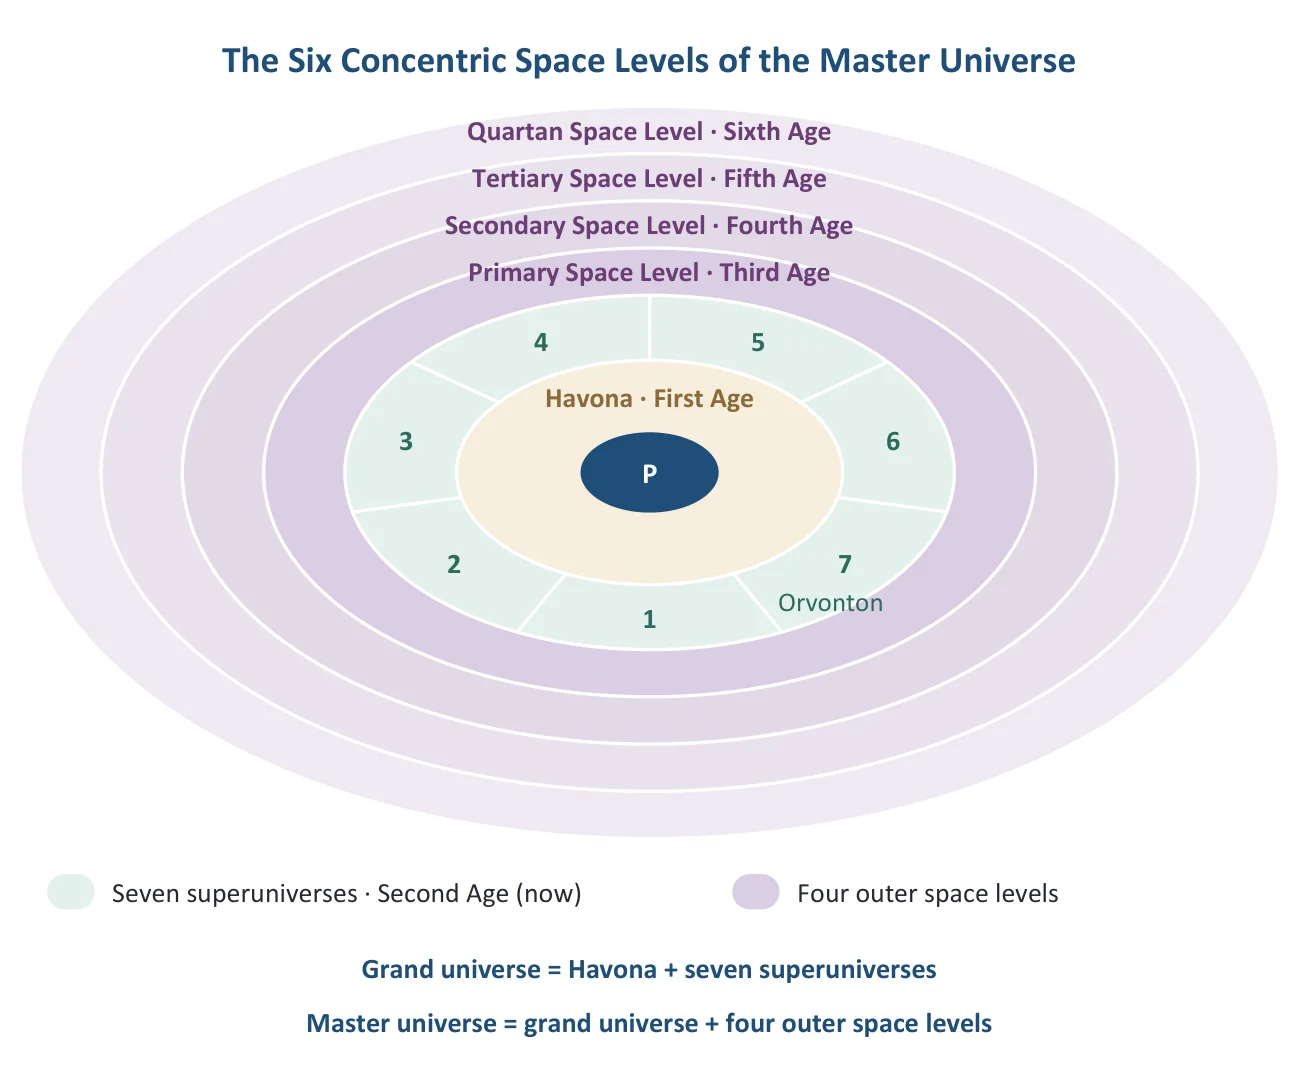 The Six Concentric Space Levels of the Master Universe
Quartan Space Level · Sixth Age
Tertiary Space Level · Fifth Age
Secondary Space Level · Fourth Age
Primary Space Level · Third Age
4
5
Havona · First Age
3
6
P
2
7
Orvonton
1
Seven superuniverses · Second Age (now)
Four outer space levels
Grand universe = Havona + seven superuniverses
Master universe = grand universe + four outer space levels